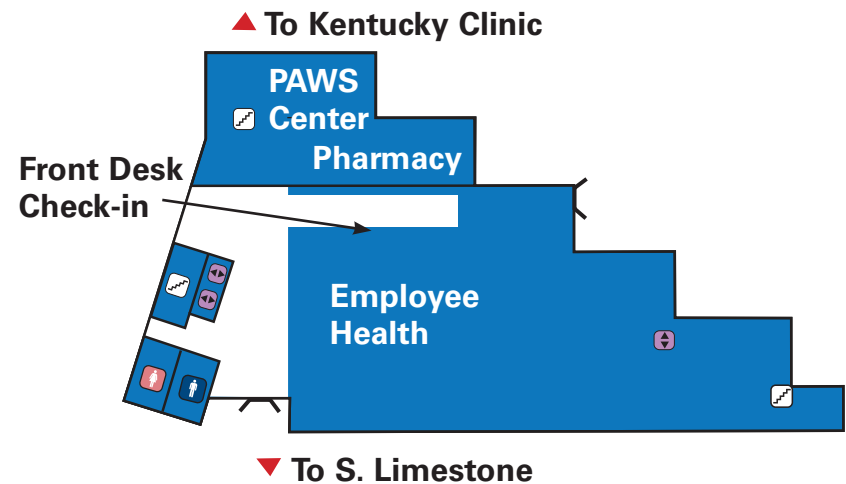 To Kentucky Clinic
PAWS
Center
Pharmacy
Front Desk
Check-in
Employee
Health
To S. Limestone